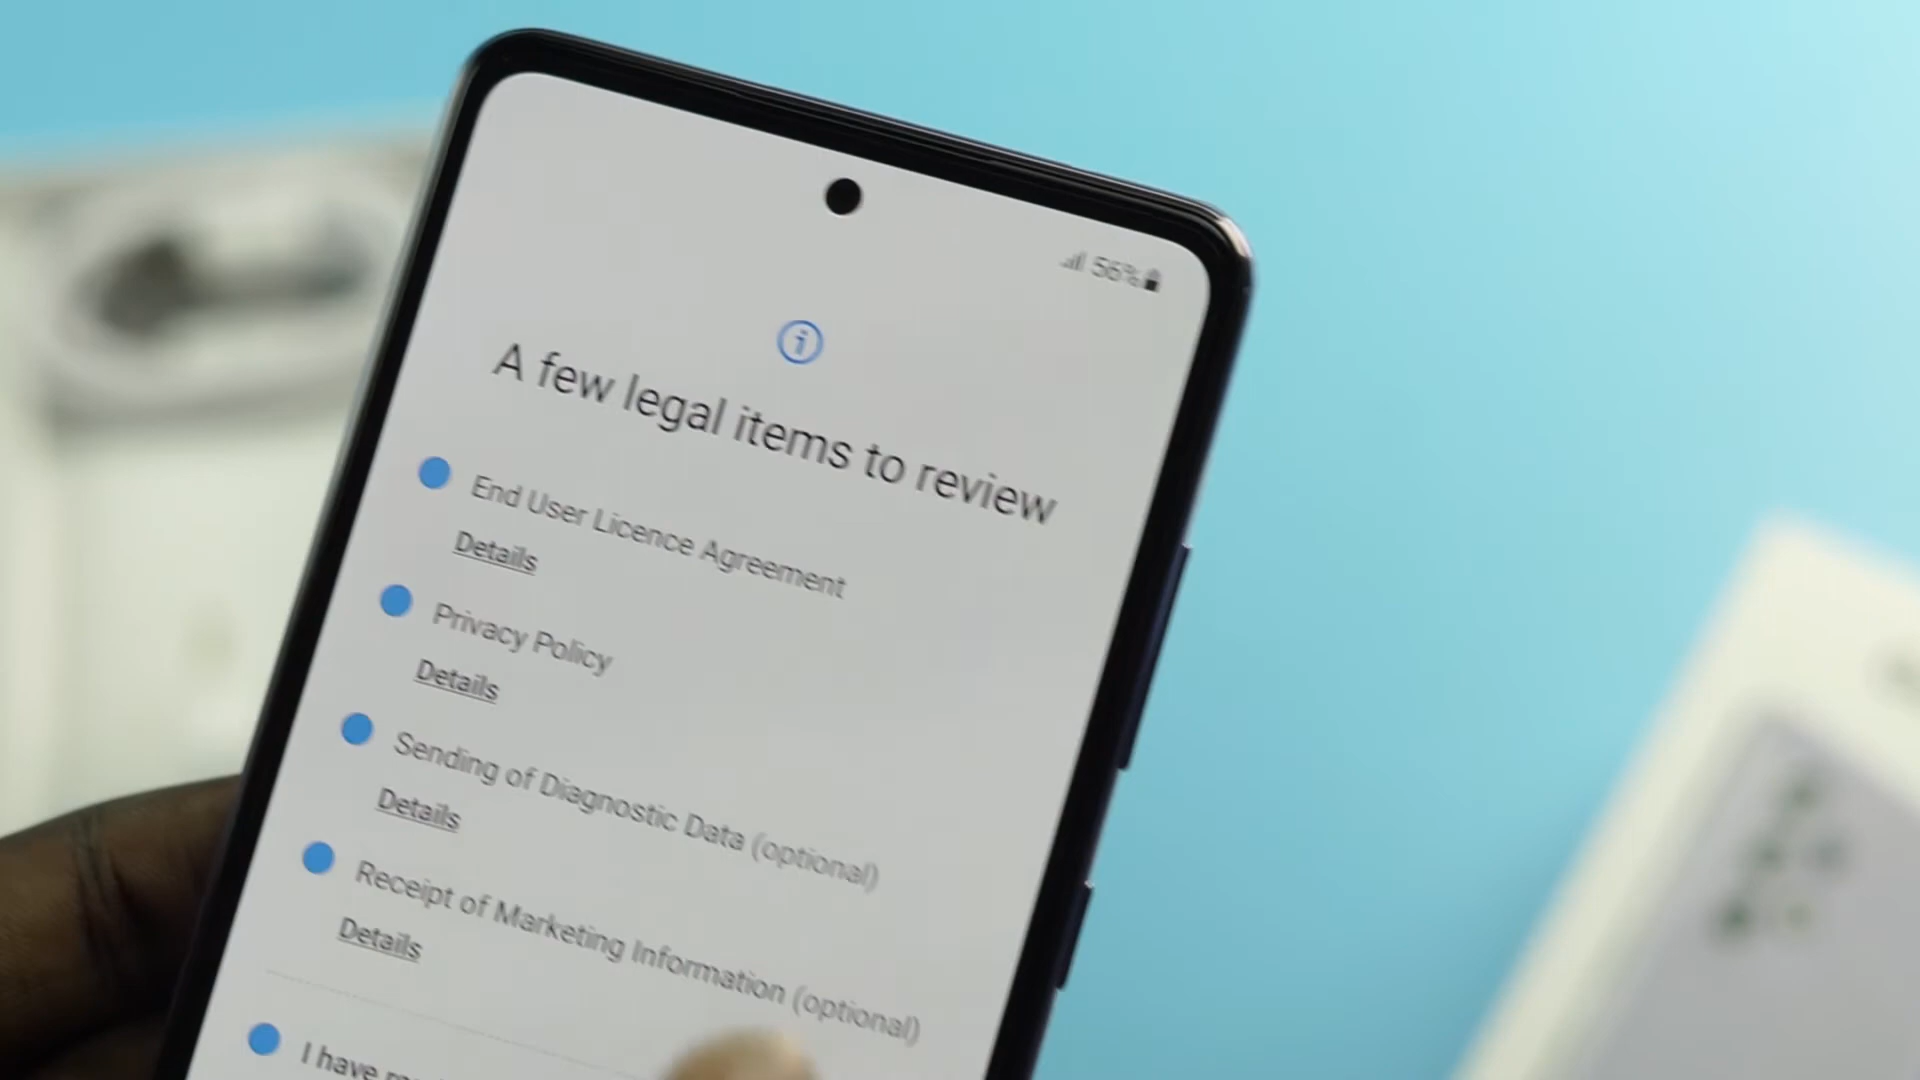 56%
A few legal items to review
End User Licence Agreement
Details
Privacy Policy
Details
Sending of Diagnostic Data (optional)
Details
Receipt of Marketing Information (optional)
Details
I have